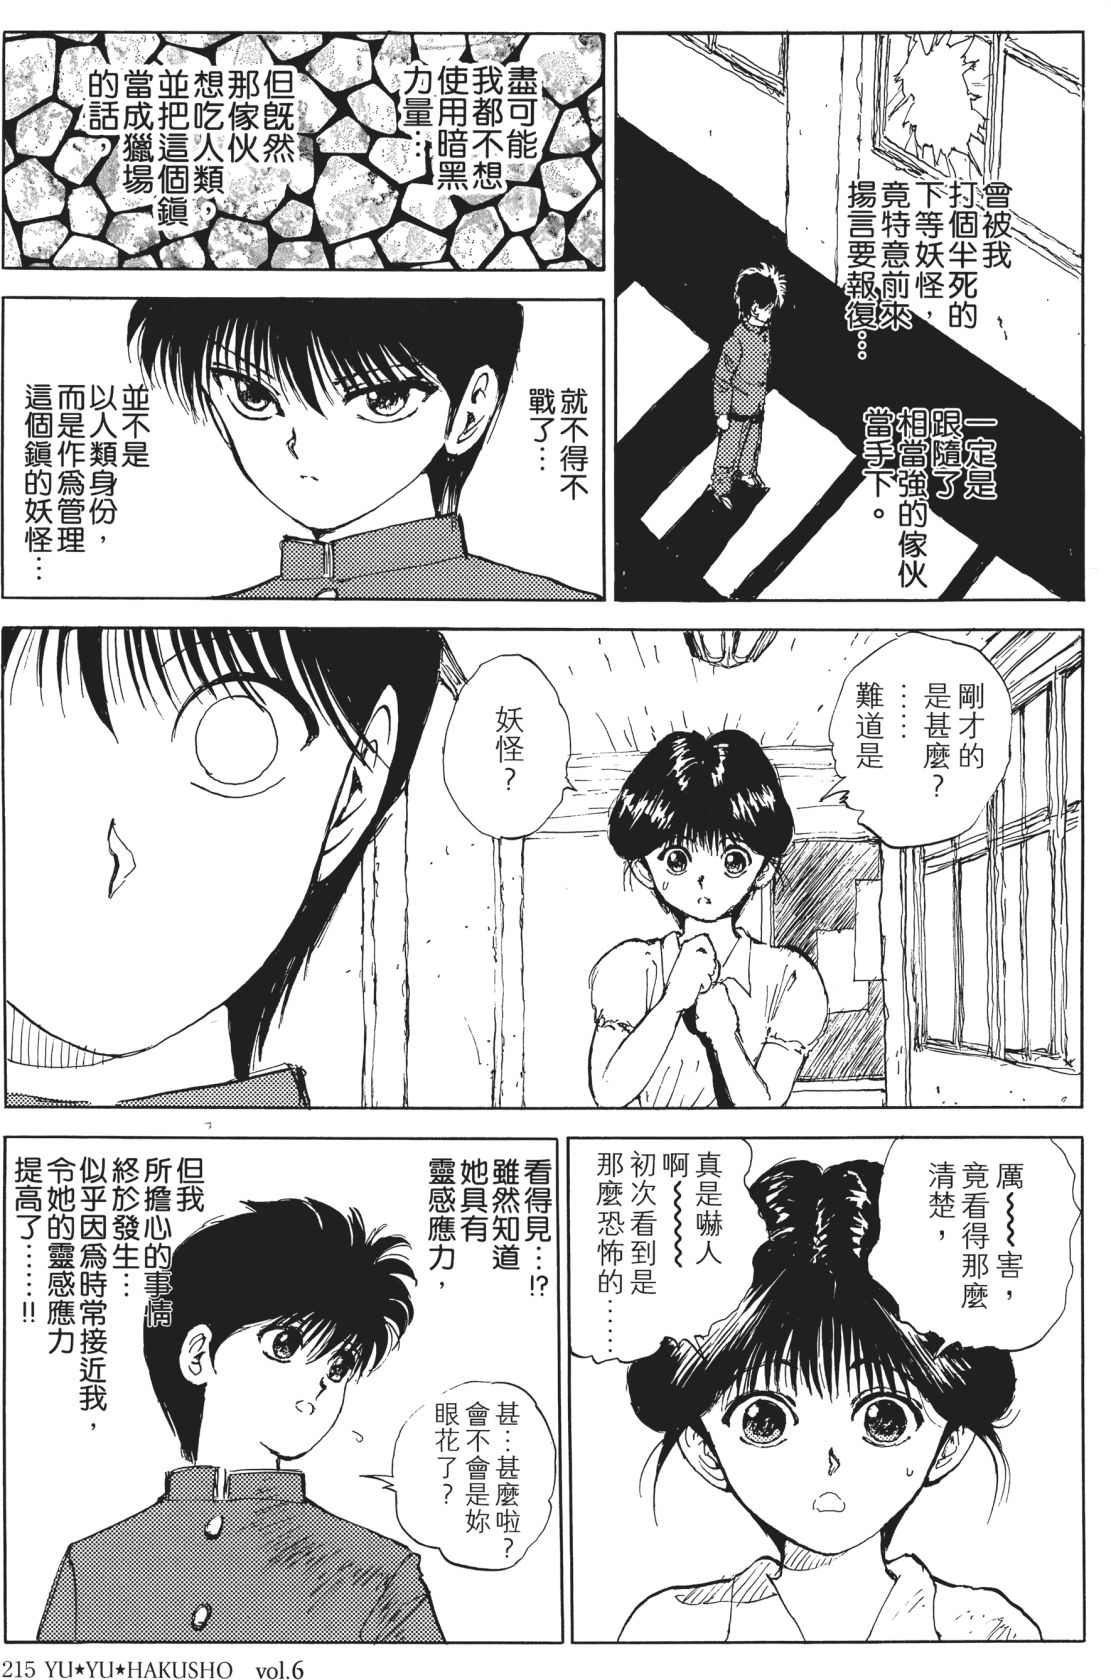 曾被我
打個半死的
下等妖怪，
竟特意前來
揚言要報復…
一定是
跟隨了
相當強的傢伙
當手下。
盡可能
我都不想
使用暗黑
力量…
但既然
那傢伙
想吃人類，
並把這個鎮
當成獵場
的話。
就不得不
戰了…
並不是
以人類身份，
而是作爲管理
這個鎮的妖怪…
剛才的
是甚麼？
……
難道是
妖怪？
厲~~害，
竟看得那麼
清楚，
真是嚇人
啊~~~~
初次看到是
那麼恐怖的……
看得見…!?
雖然知道
她具有
靈感應力，
但我
所擔心的事情
終於發生…
似乎因爲時常接近我，
令她的靈感應力
提高了……!!
甚…甚麼啦？
會不會是妳
眼花了？
215 YU★YU★HAKUSHO vol.6